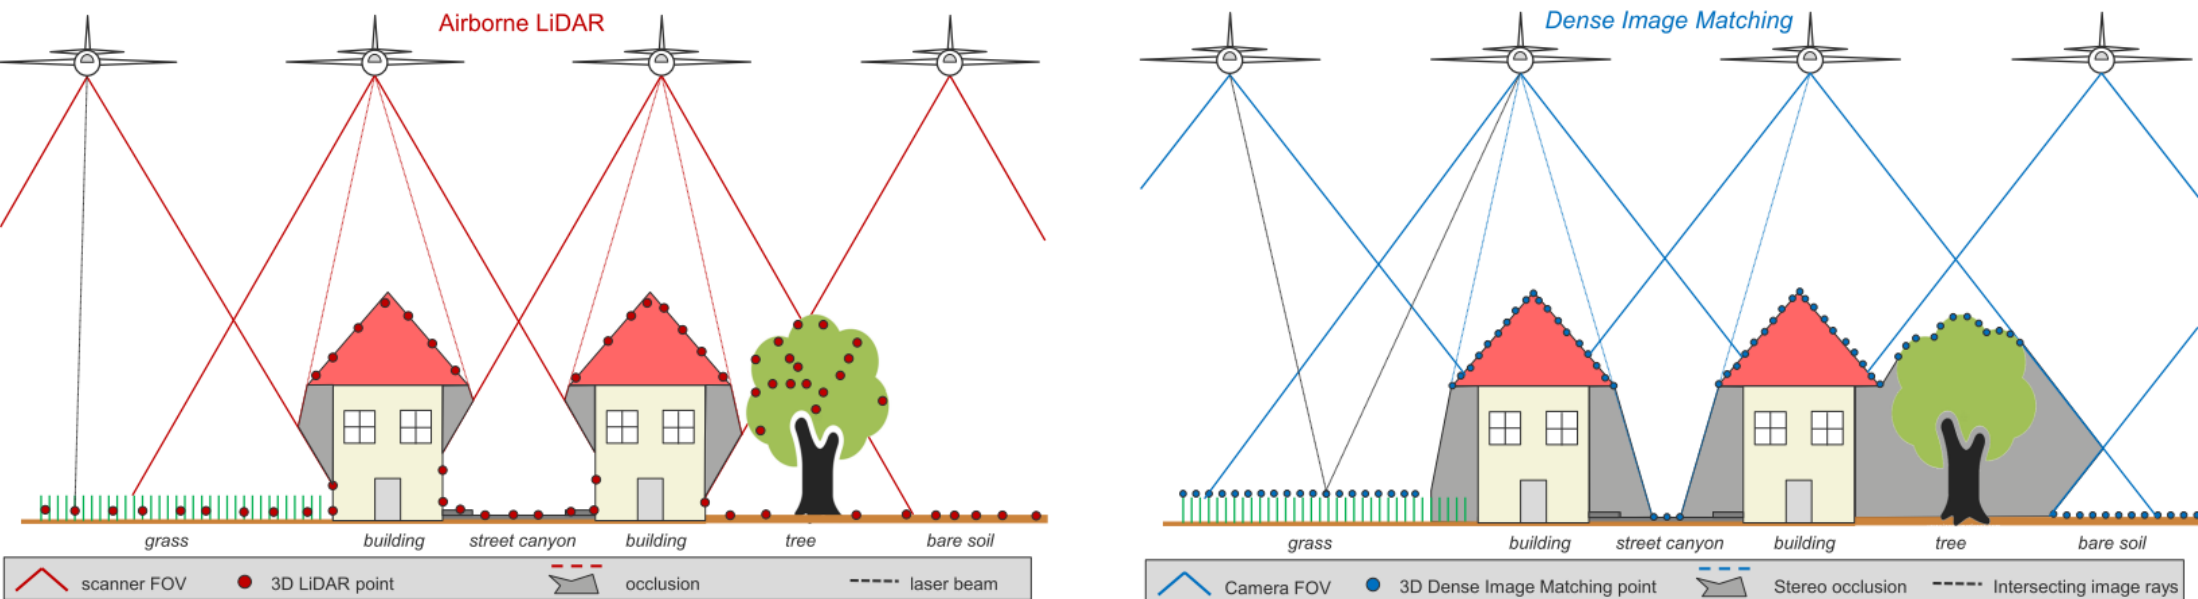 Airborne LiDAR
grass building street canyon building tree bare soil
scanner FOV 3D LiDAR point occlusion laser beam
Dense Image Matching
grass building street canyon building tree bare soil
Camera FOV 3D Dense Image Matching point Stereo occlusion Intersecting image rays